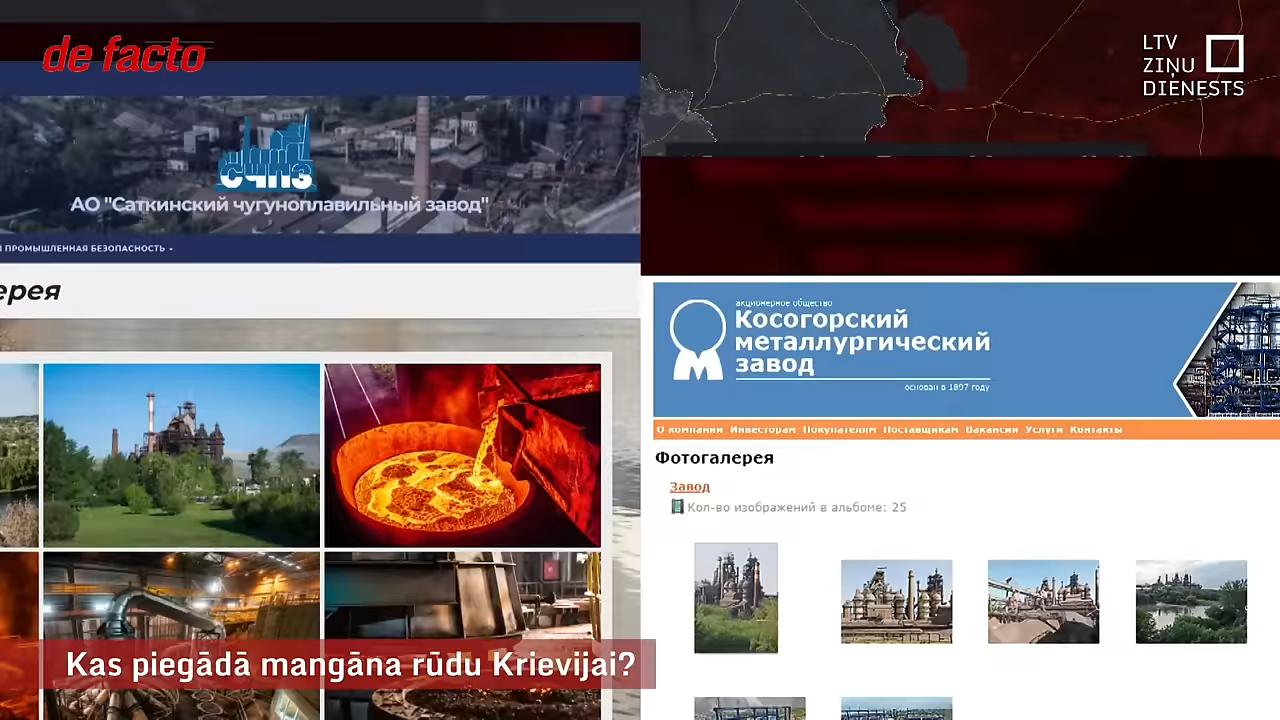 de facto
LTV
ZIŅU
DIENESTS
СЧПЗ
АО "Саткинский чугуноплавильный завод"
И ПРОМЫШЛЕННАЯ БЕЗОПАСНОСТЬ
ерея
акционерное общество
Косогорский
металлургический
завод
основан в 1897 году
О компании Инвесторам Покупателям Поставщикам Вакансии Услуги Контакты
Фотогалерея
Завод
Кол-во изображений в альбоме: 25
Kas piegādā mangāna rūdu Krievijai?